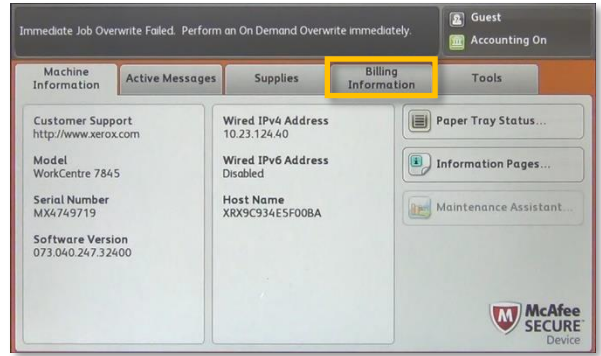 Immediate Job Overwrite Failed. Perform an On Demand Overwrite immediately.
Guest
Accounting On
Machine Information
Active Messages
Supplies
Billing Information
Tools
Customer Support
http://www.xerox.com
Model
WorkCentre 7845
Serial Number
MX4749719
Software Version
073.040.247.32400
Wired IPv4 Address
10.23.124.40
Wired IPv6 Address
Disabled
Host Name
XRX9C934E5F00BA
Paper Tray Status...
Information Pages...
Maintenance Assistant...
McAfee
SECURE™
Device